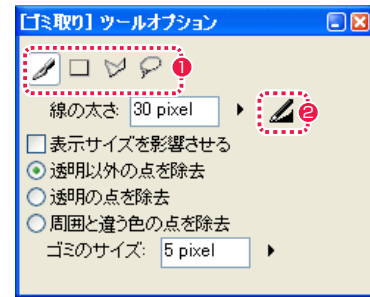 [ゴミ取り] ツールオプション
1
線の太さ: 30 pixel
2
表示サイズを影響させる
透明以外の点を除去
透明の点を除去
周囲と違う色の点を除去
ゴミのサイズ: 5 pixel